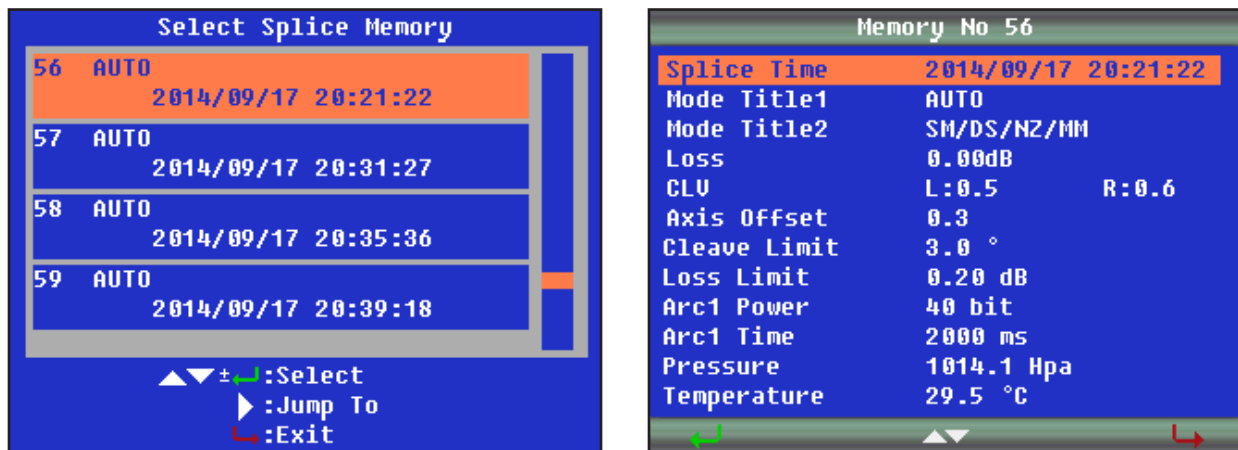 Select Splice Memory
56 AUTO
2014/09/17 20:21:22
57 AUTO
2014/09/17 20:31:27
58 AUTO
2014/09/17 20:35:36
59 AUTO
2014/09/17 20:39:18
±:Select
:Jump To
:Exit
Memory No 56
Splice Time 2014/09/17 20:21:22
Mode Title1 AUTO
Mode Title2 SM/DS/NZ/MM
Loss 0.00dB
CLV L:0.5 R:0.6
Axis Offset 0.3
Cleave Limit 3.0 °
Loss Limit 0.20 dB
Arc1 Power 40 bit
Arc1 Time 2000 ms
Pressure 1014.1 Hpa
Temperature 29.5 °C